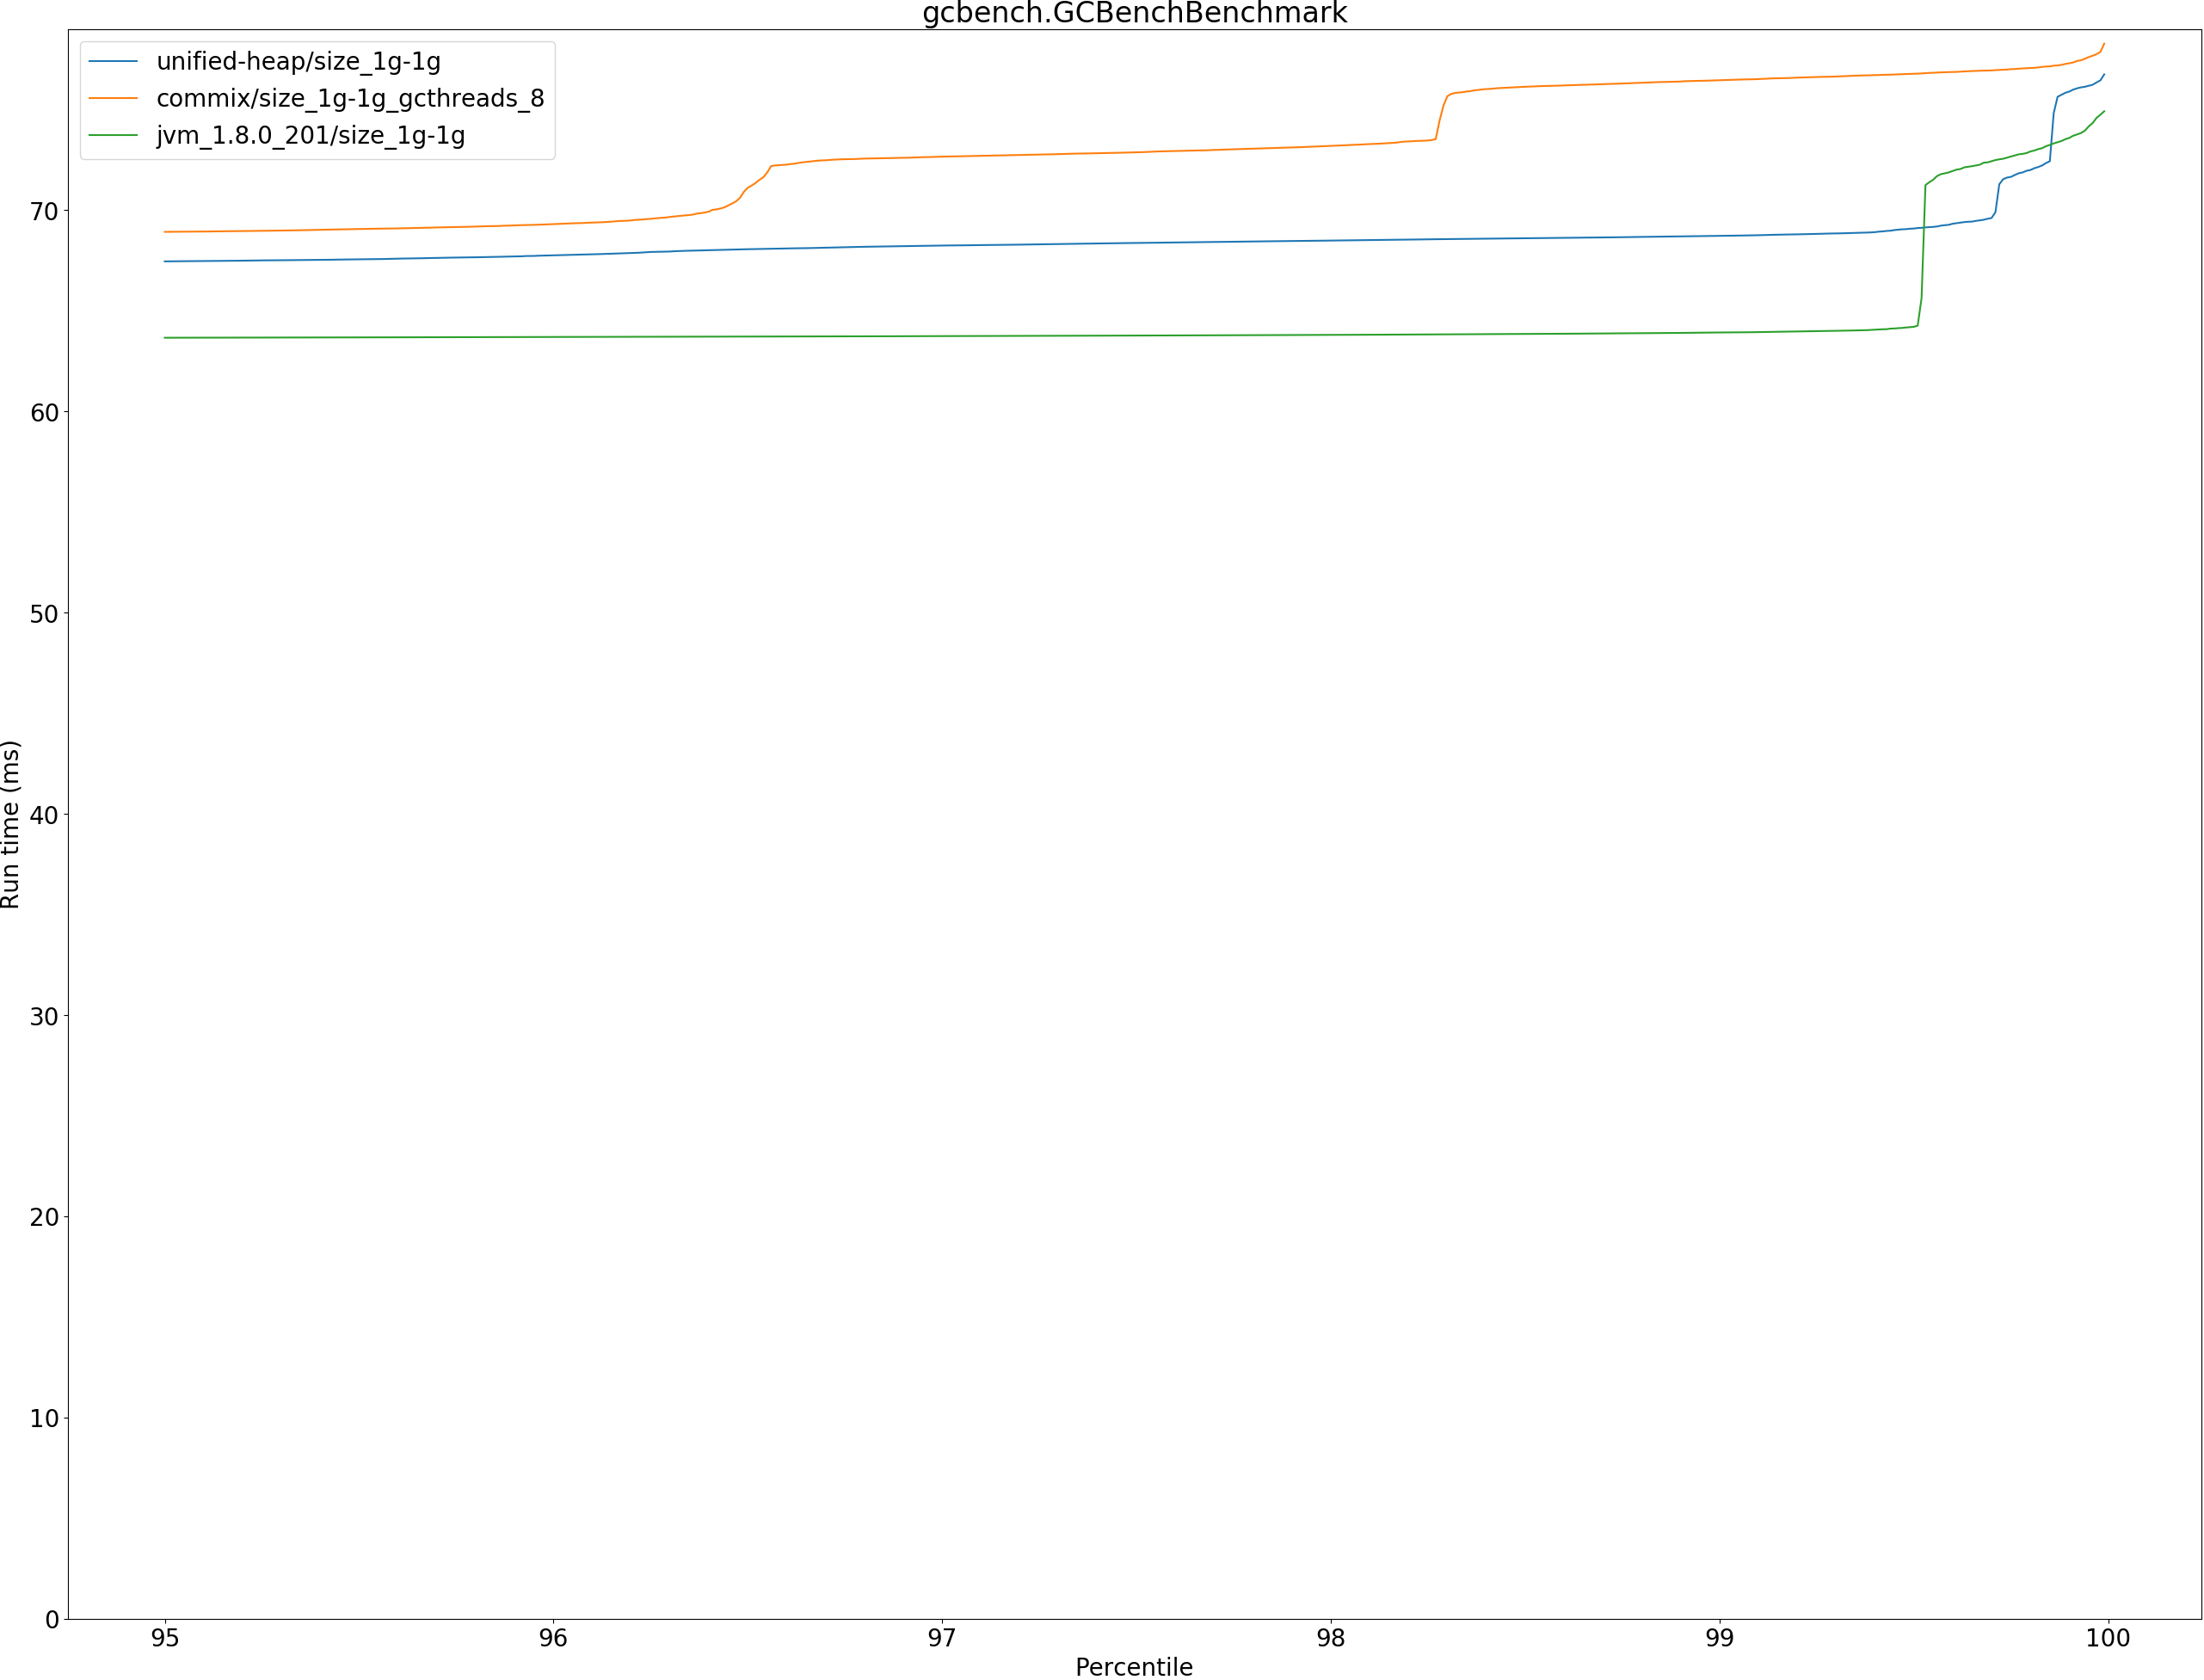 gcbench.GCBenchBenchmark
unified-heap/size_1g-1g
commix/size_1g-1g_gcthreads_8
jvm_1.8.0_201/size_1g-1g
Run time (ms)
70
60
50
40
30
20
10
0
95 96 97 98 99 100
Percentile